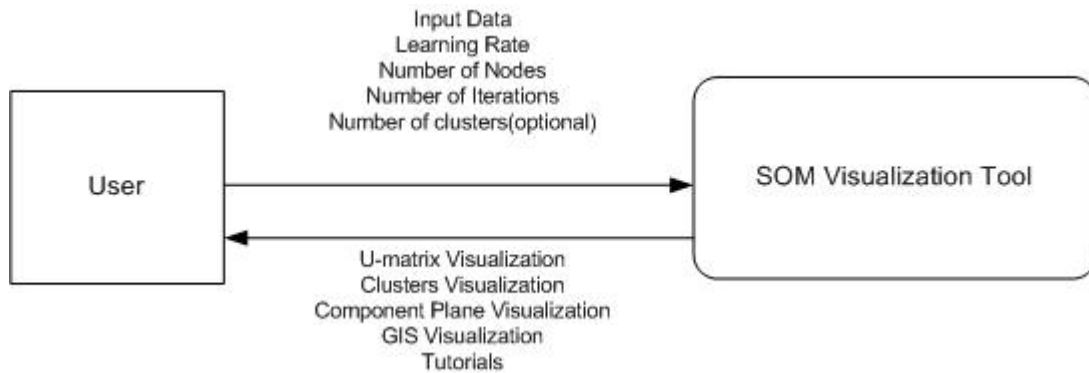 Input Data
Learning Rate
Number of Nodes
Number of Iterations
Number of clusters(optional)
User
SOM Visualization Tool
U-matrix Visualization
Clusters Visualization
Component Plane Visualization
GIS Visualization
Tutorials